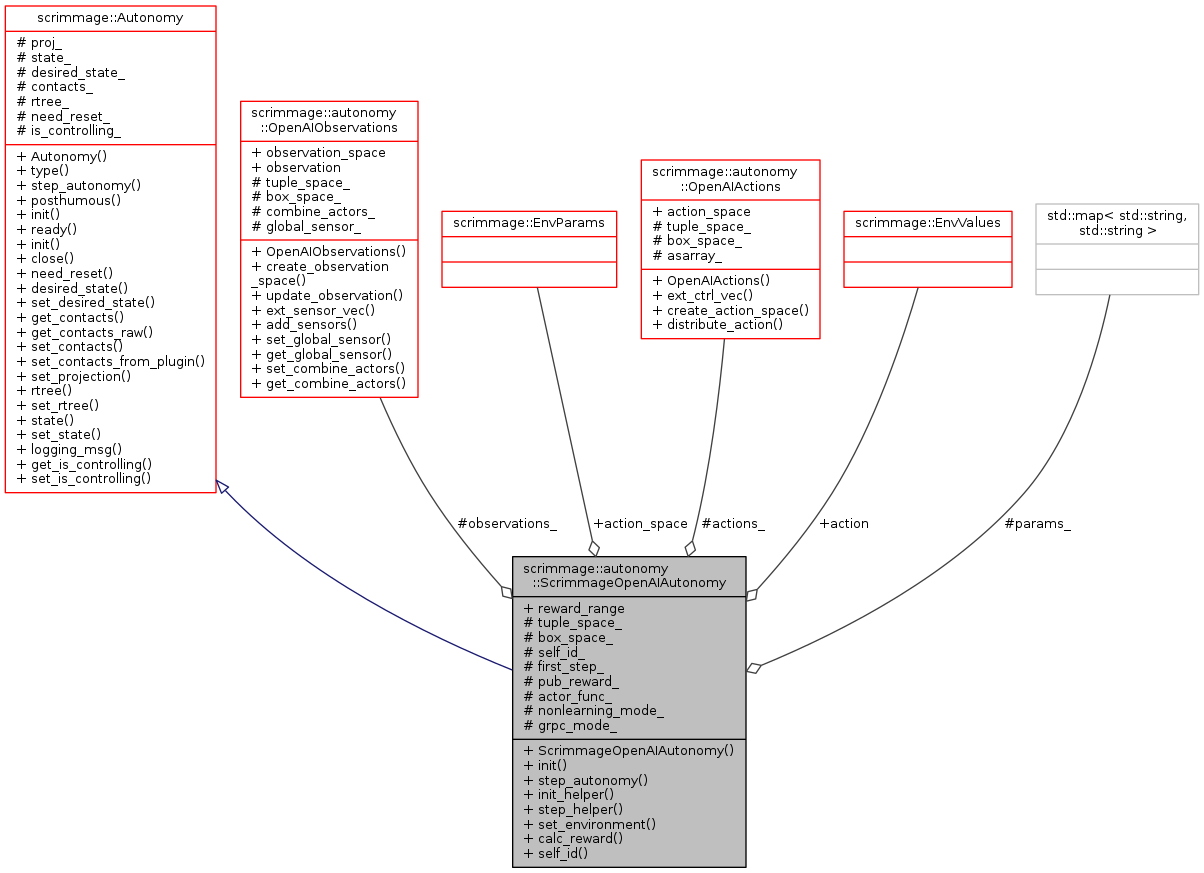 scrimmage::Autonomy
# proj_
# state_
# desired_state_
# contacts_
# rtree_
# need_reset_
# is_controlling_
+ Autonomy()
+ type()
+ step_autonomy()
+ posthumous()
+ init()
+ ready()
+ init()
+ close()
+ need_reset()
+ desired_state()
+ set_desired_state()
+ get_contacts()
+ get_contacts_raw()
+ set_contacts()
+ set_contacts_from_plugin()
+ set_projection()
+ rtree()
+ set_rtree()
+ state()
+ set_state()
+ logging_msg()
+ get_is_controlling()
+ set_is_controlling()
scrimmage::autonomy
::OpenAIObservations
+ observation_space
+ observation
# tuple_space_
# box_space_
# combine_actors_
# global_sensor_
+ OpenAIObservations()
+ create_observation
_space()
+ update_observation()
+ ext_sensor_vec()
+ add_sensors()
+ set_global_sensor()
+ get_global_sensor()
+ set_combine_actors()
+ get_combine_actors()
scrimmage::EnvParams
scrimmage::autonomy
::OpenAIActions
+ action_space
# tuple_space_
# box_space_
# asarray_
+ OpenAIActions()
+ ext_ctrl_vec()
+ create_action_space()
+ distribute_action()
scrimmage::EnvValues
std::map< std::string,
std::string >
#observations_
+action_space
#actions_
+action
#params_
scrimmage::autonomy
::ScrimmageOpenAIAutonomy
+ reward_range
# tuple_space_
# box_space_
# self_id_
# first_step_
# pub_reward_
# actor_func_
# nonlearning_mode_
# grpc_mode_
+ ScrimmageOpenAIAutonomy()
+ init()
+ step_autonomy()
+ init_helper()
+ step_helper()
+ set_environment()
+ calc_reward()
+ self_id()